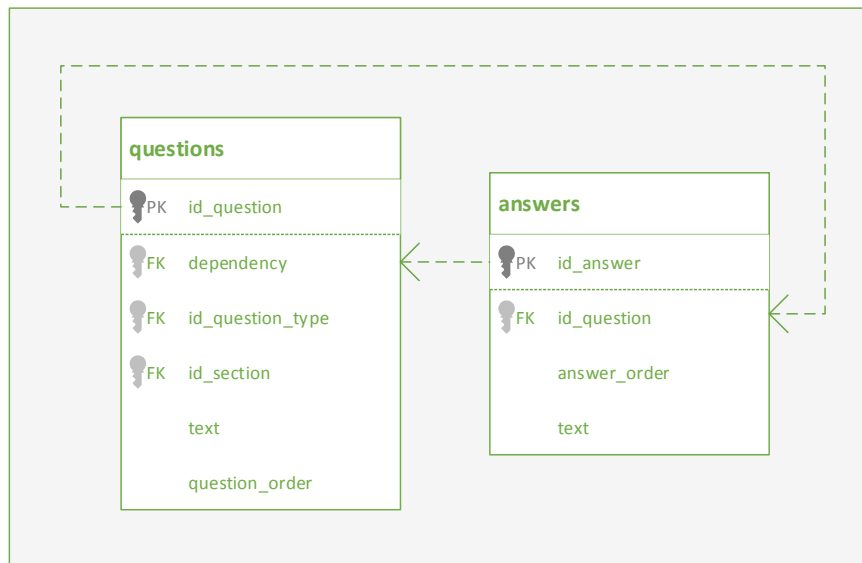 questions
PK id_question
FK dependency
FK id_question_type
FK id_section
text
question_order
answers
PK id_answer
FK id_question
answer_order
text